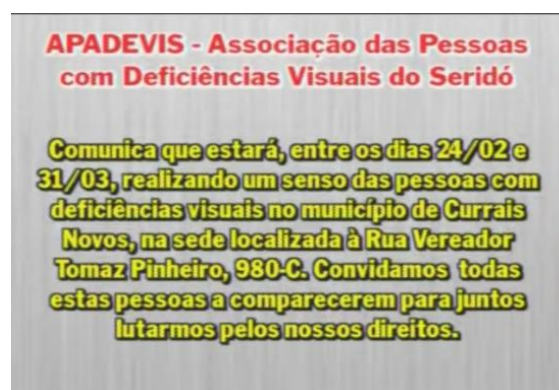 APADEVIS - Associação das Pessoas
com Deficiências Visuais do Seridó
Comunica que estará, entre os dias 24/02 e
31/03, realizando um senso das pessoas com
deficiências visuais no município de Currais
Novos, na sede localizada à Rua Vereador
Tomaz Pinheiro, 980-C. Convidamos todas
estas pessoas a comparecerem para juntos
lutarmos pelos nossos direitos.